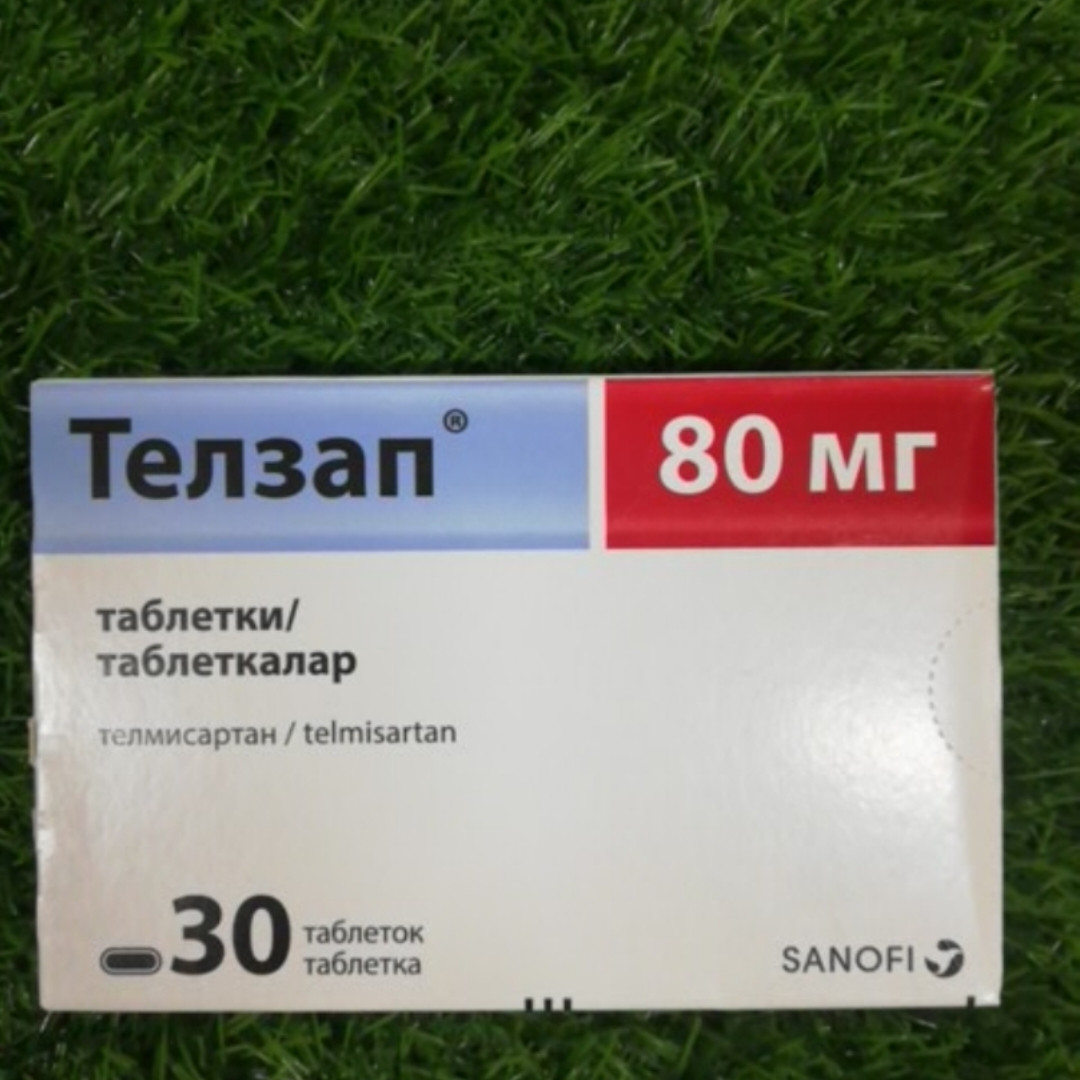 Телзап®
80 мг
таблетки/
таблеткалар
телмисартан / telmisartan
30 таблеток
таблетка
SANOFI